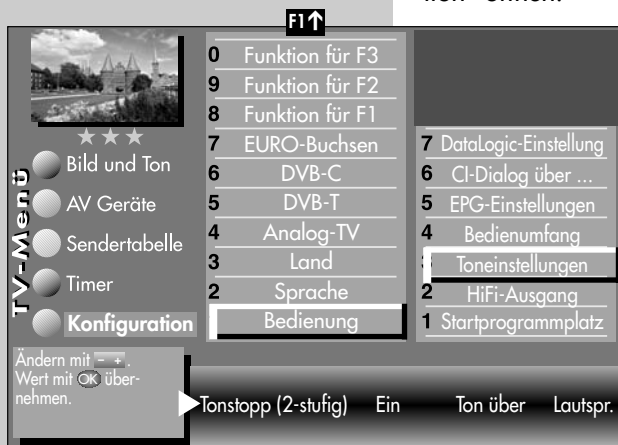 F1↑
TV-Menü
Bild und Ton
AV Geräte
Sendertabelle
Timer
Konfiguration
0 Funktion für F3
9 Funktion für F2
8 Funktion für F1
7 EURO-Buchsen
6 DVB-C
5 DVB-T
4 Analog-TV
3 Land
2 Sprache
Bedienung
7 DataLogic-Einstellung
6 CI-Dialog über ...
5 EPG-Einstellungen
4 Bedienumfang
3 Toneinstellungen
2 HiFi-Ausgang
1 Startprogrammplatz
Ändern mit - + .
Wert mit OK über-
nehmen.
Tonstopp (2-stufig) Ein Ton über Lautspr.